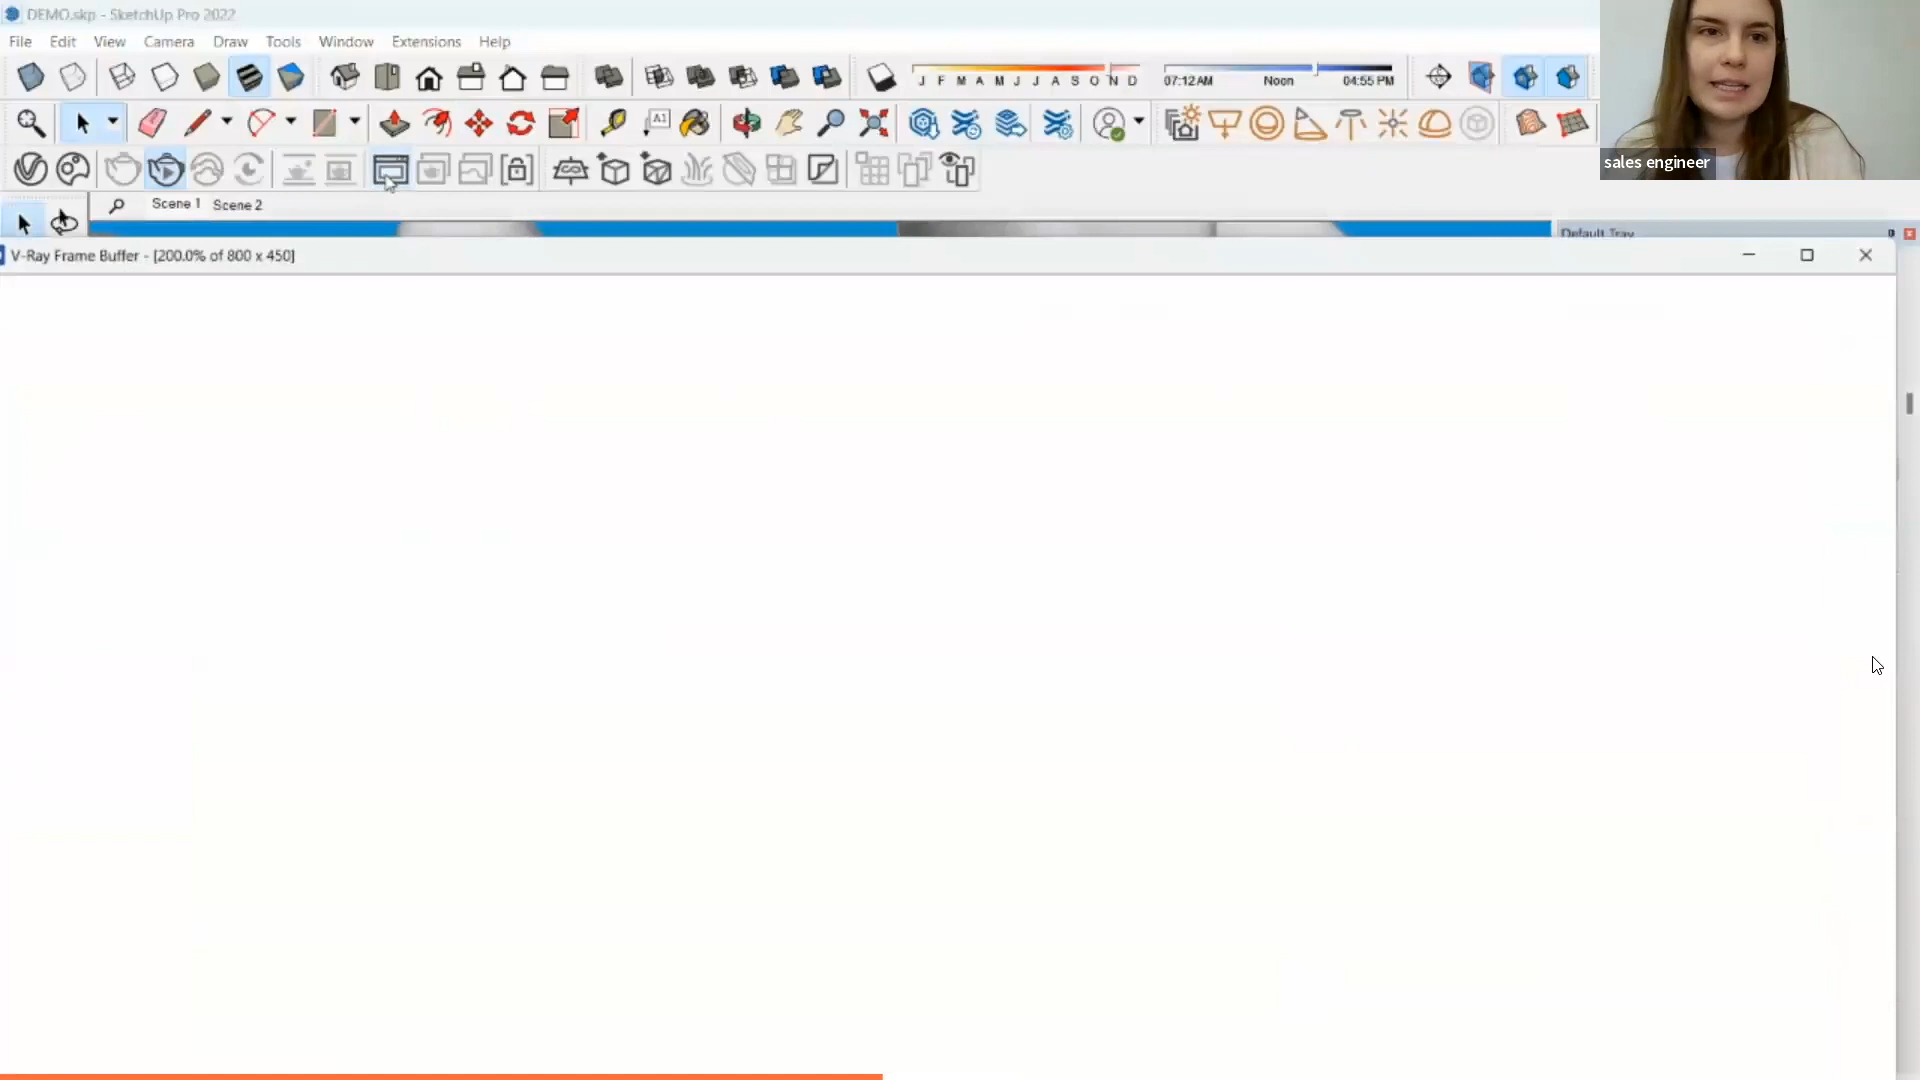 DEMO.skp - SketchUp Pro 2022
File Edit View Camera Draw Tools Window Extensions Help
J F M A M J J A S O N D 07:12 AM Noon 04:55 PM
A1
sales engineer
Scene 1 Scene 2
Default Tray
V-Ray Frame Buffer - [200.0% of 800 x 450]